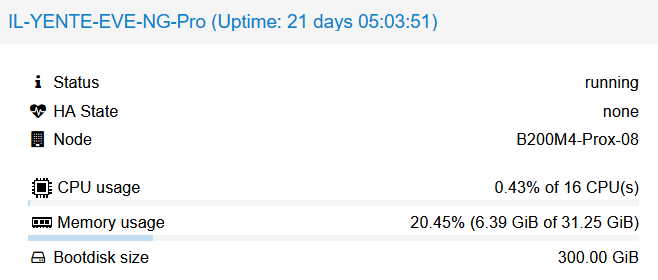 IL-YENTE-EVE-NG-Pro (Uptime: 21 days 05:03:51)
Status running
HA State none
Node B200M4-Prox-08
CPU usage 0.43% of 16 CPU(s)
Memory usage 20.45% (6.39 GiB of 31.25 GiB)
Bootdisk size 300.00 GiB